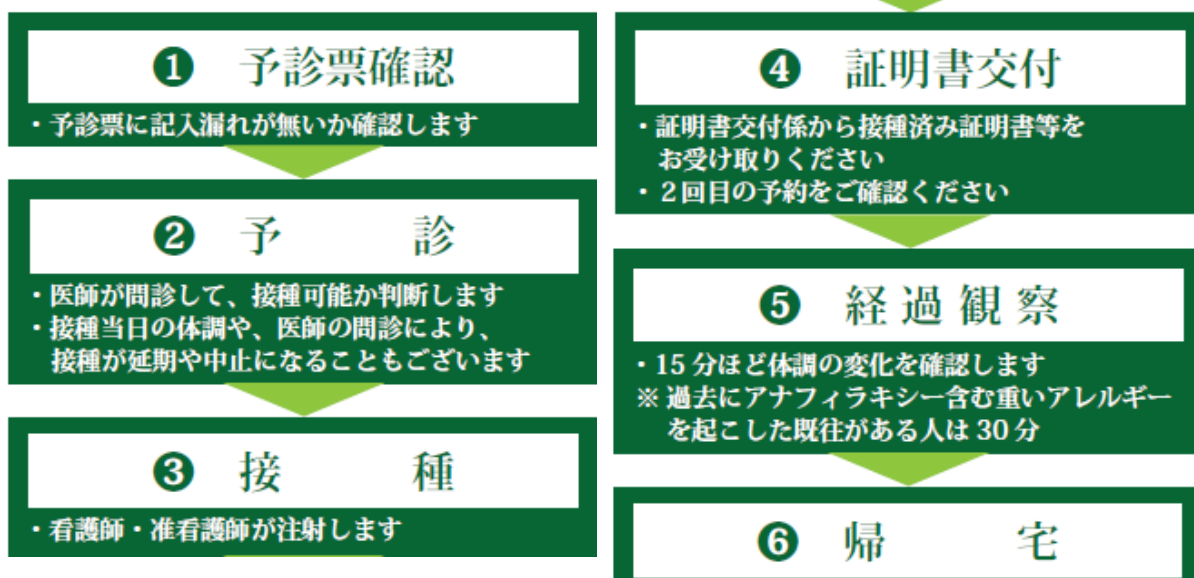 ❶ 予診票確認
・予診票に記入漏れが無いか確認します
❷ 予 診
・医師が問診して、接種可能か判断します
・接種当日の体調や、医師の問診により、
接種が延期や中止になることもございます
❸ 接 種
・看護師・准看護師が注射します
❹ 証明書交付
・証明書交付係から接種済み証明書等を
お受け取りください
・２回目の予約をご確認ください
❺ 経過観察
・15 分ほど体調の変化を確認します
※ 過去にアナフィラキシー含む重いアレルギー
を起こした既往がある人は 30 分
❻ 帰 宅